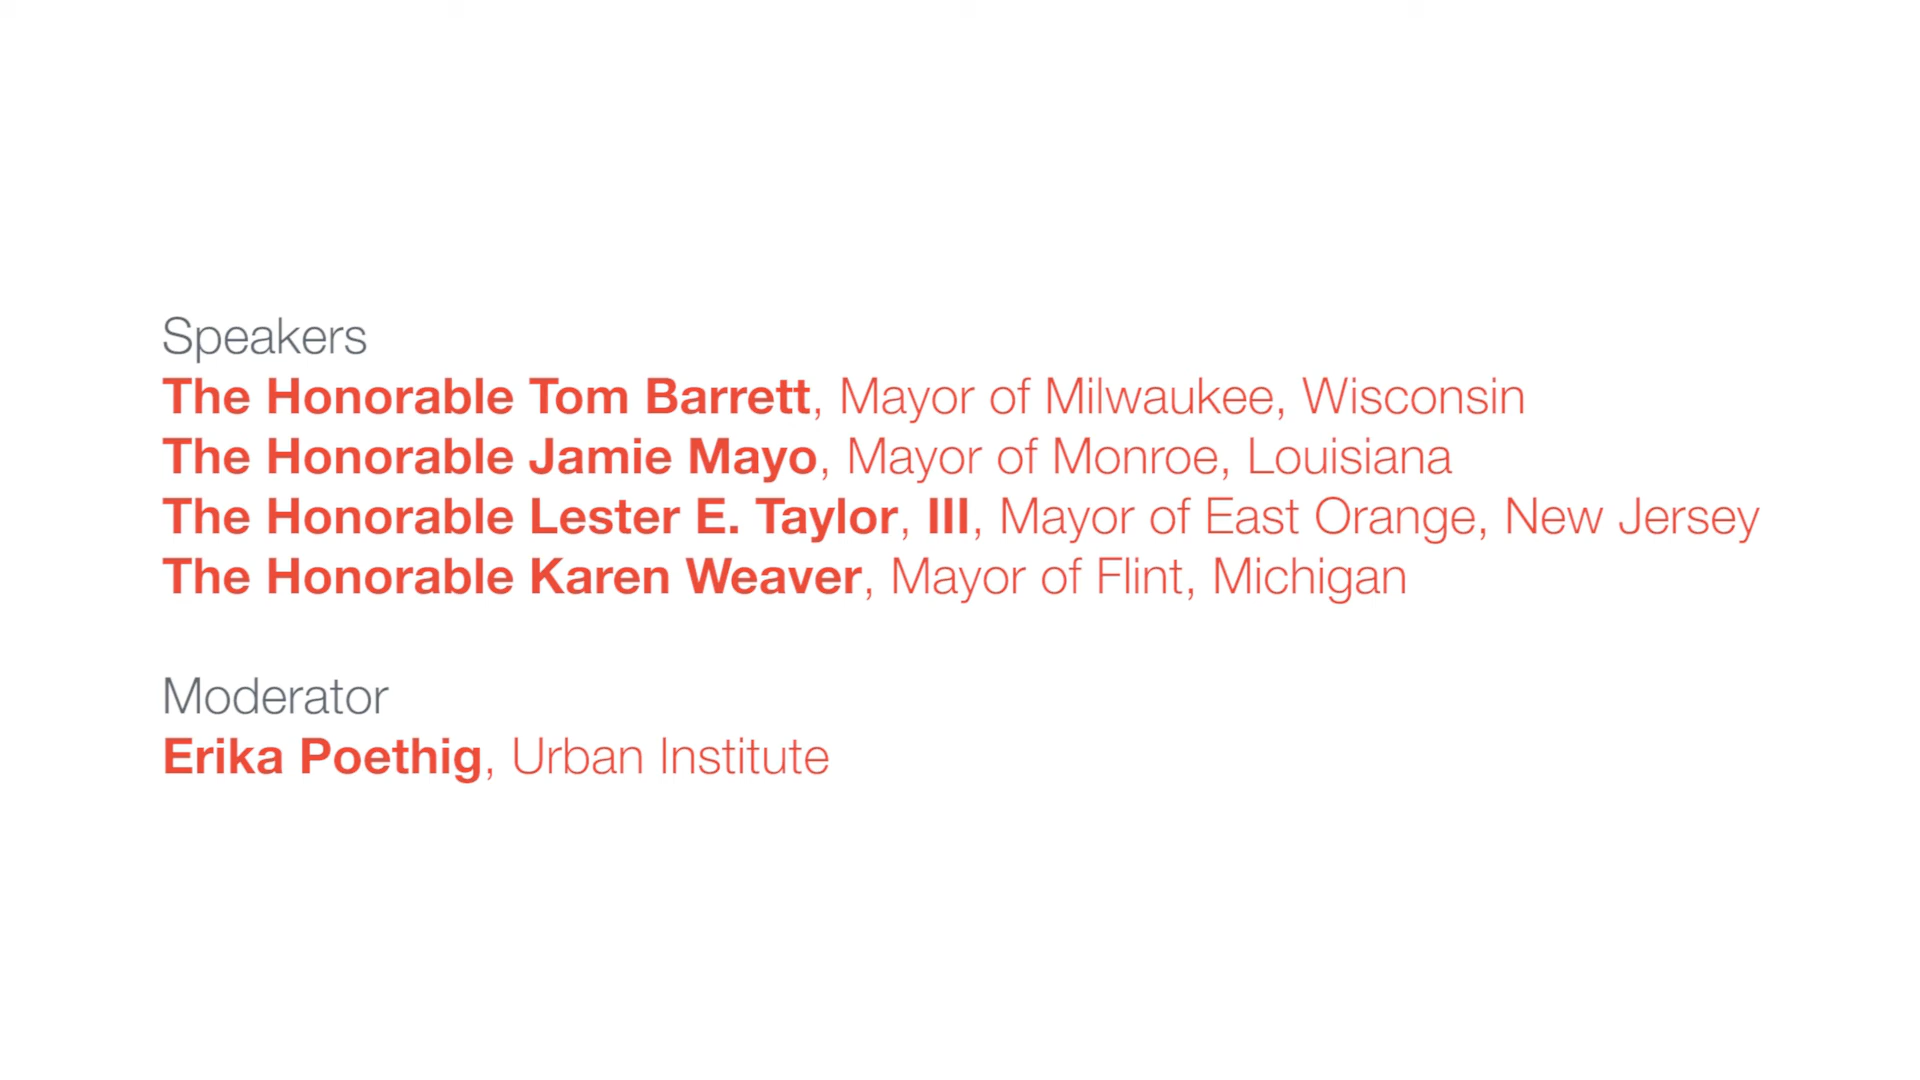 Speakers
The Honorable Tom Barrett, Mayor of Milwaukee, Wisconsin
The Honorable Jamie Mayo, Mayor of Monroe, Louisiana
The Honorable Lester E. Taylor, III, Mayor of East Orange, New Jersey
The Honorable Karen Weaver, Mayor of Flint, Michigan
Moderator
Erika Poethig, Urban Institute